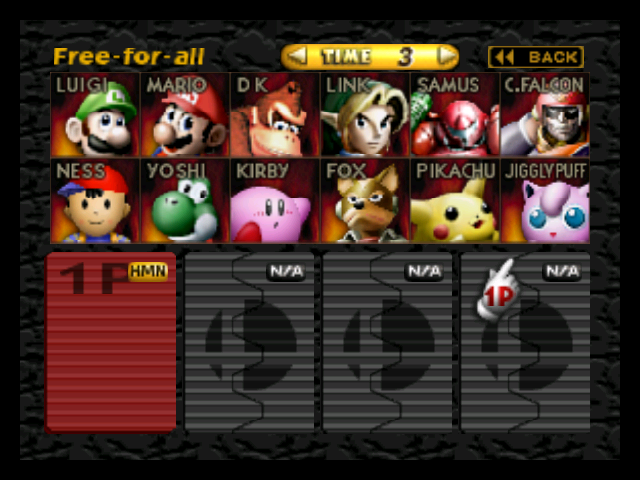 Free-for-all TIME 3 BACK
LUIGI MARIO DK LINK SAMUS C.FALCON
NESS YOSHI KIRBY FOX PIKACHU JIGGLYPUFF
1P HMN N/A N/A N/A
1P